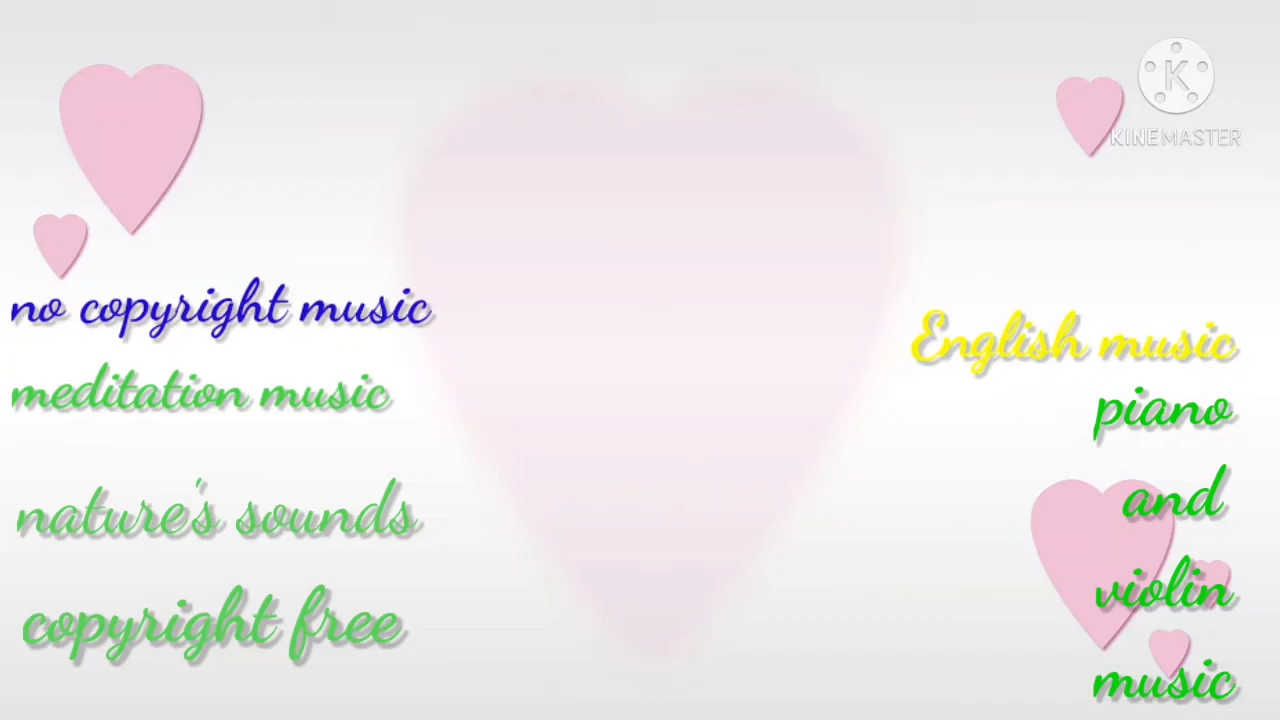 K
KINEMASTER
no copyright music
meditation music
nature's sounds
copyright free
English music
piano
and
violin
music